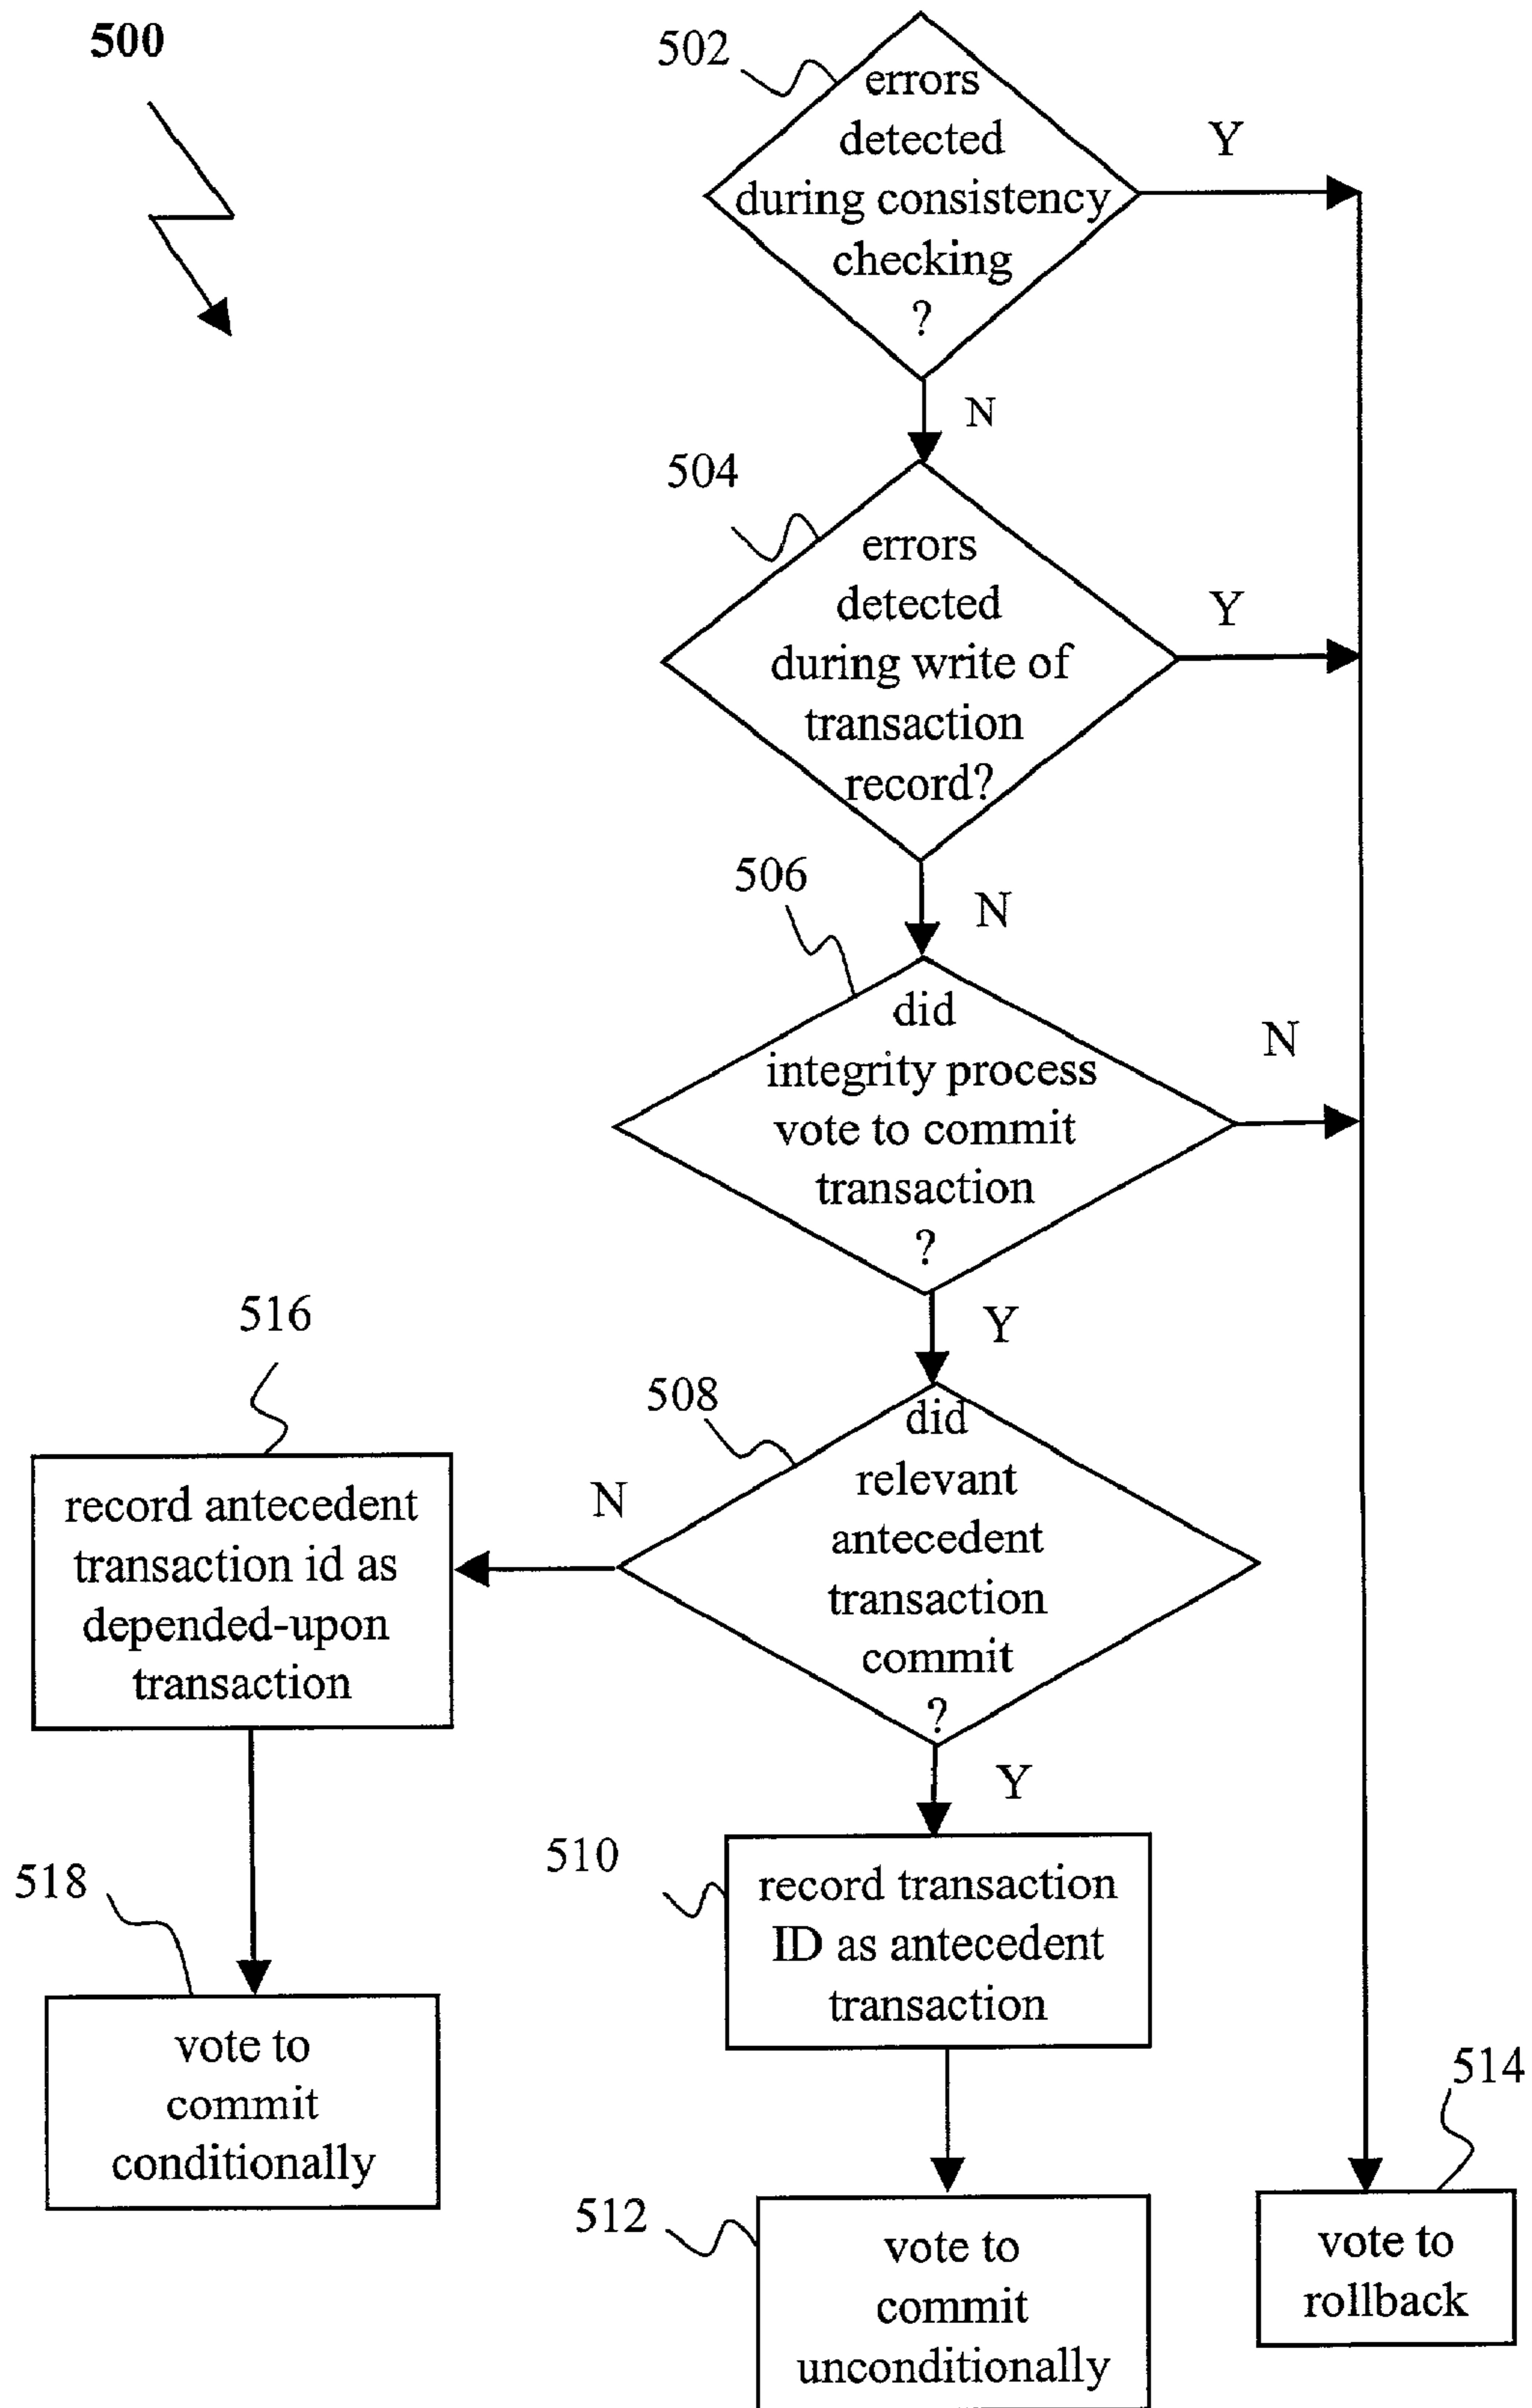 500
502
errors
detected
during consistency
checking
?
Y
N
504
errors
detected
during write of
transaction
record?
Y
N
506
did
integrity process
vote to commit
transaction
?
N
Y
508
did
relevant
antecedent
transaction
commit
?
N
Y
516
record antecedent
transaction id as
depended-upon
transaction
518
vote to
commit
conditionally
510
record transaction
ID as antecedent
transaction
512
vote to
commit
unconditionally
514
vote to
rollback